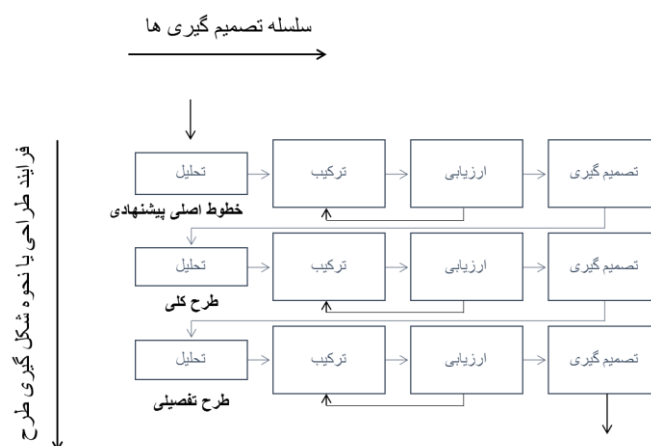 سلسله تصمیم گیری ها
فرایند طراحی یا نحوه شکل گیری طرح
تحلیل
ترکیب
ارزیابی
تصمیم گیری
خطوط اصلی پیشنهادی
تحلیل
ترکیب
ارزیابی
تصمیم گیری
طرح کلی
تحلیل
ترکیب
ارزیابی
تصمیم گیری
طرح تفصیلی